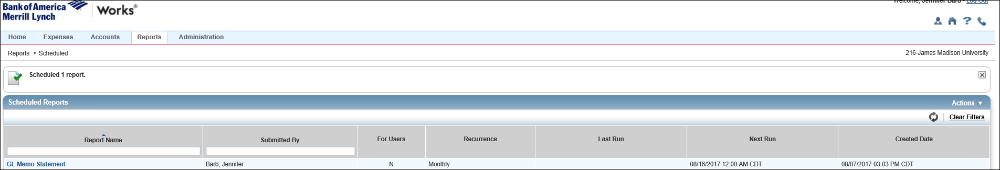 Welcome, Jennifer Barb - Log Out
Bank of America
Merrill Lynch
Works®
Home Expenses Accounts Reports Administration
Reports > Scheduled 216-James Madison University
Scheduled 1 report.
Scheduled Reports Actions
Clear Filters
Report Name Submitted By For Users Recurrence Last Run Next Run Created Date
GL Memo Statement Barb, Jennifer N Monthly 08/16/2017 12:00 AM CDT 08/07/2017 03:03 PM CDT